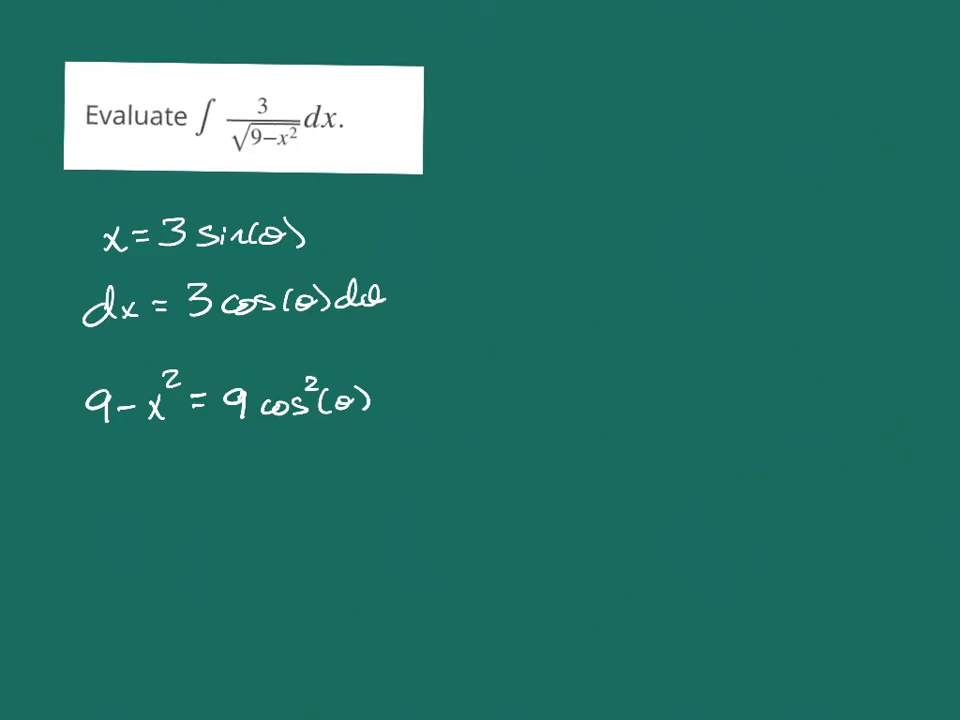 Evaluate ∫ 3/√(9−x²) dx.
x = 3 sin(θ)
dx = 3 cos(θ) dθ
9 − x² = 9 cos²(θ)